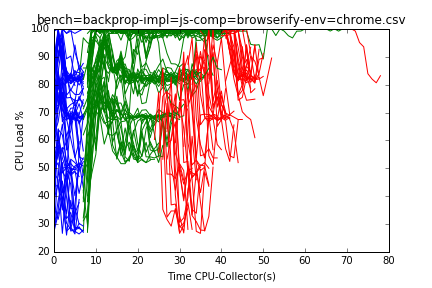 bench=backprop-impl=js-comp=browserify-env=chrome.csv
100
90
80
70
60
50
40
30
20
CPU Load %
0 10 20 30 40 50 60 70 80
Time CPU-Collector(s)